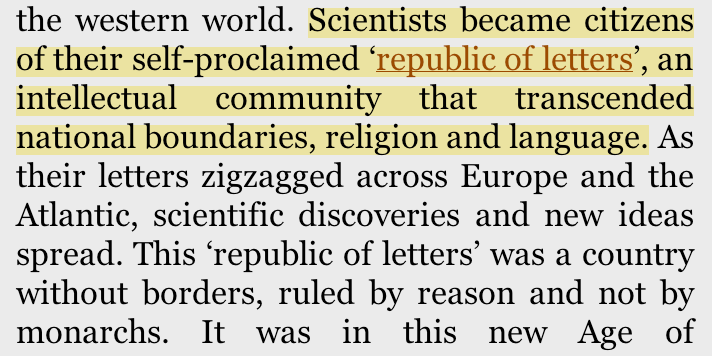 the western world. Scientists became citizens
of their self-proclaimed ‘republic of letters’, an
intellectual community that transcended
national boundaries, religion and language. As
their letters zigzagged across Europe and the
Atlantic, scientific discoveries and new ideas
spread. This ‘republic of letters’ was a country
without borders, ruled by reason and not by
monarchs. It was in this new Age of